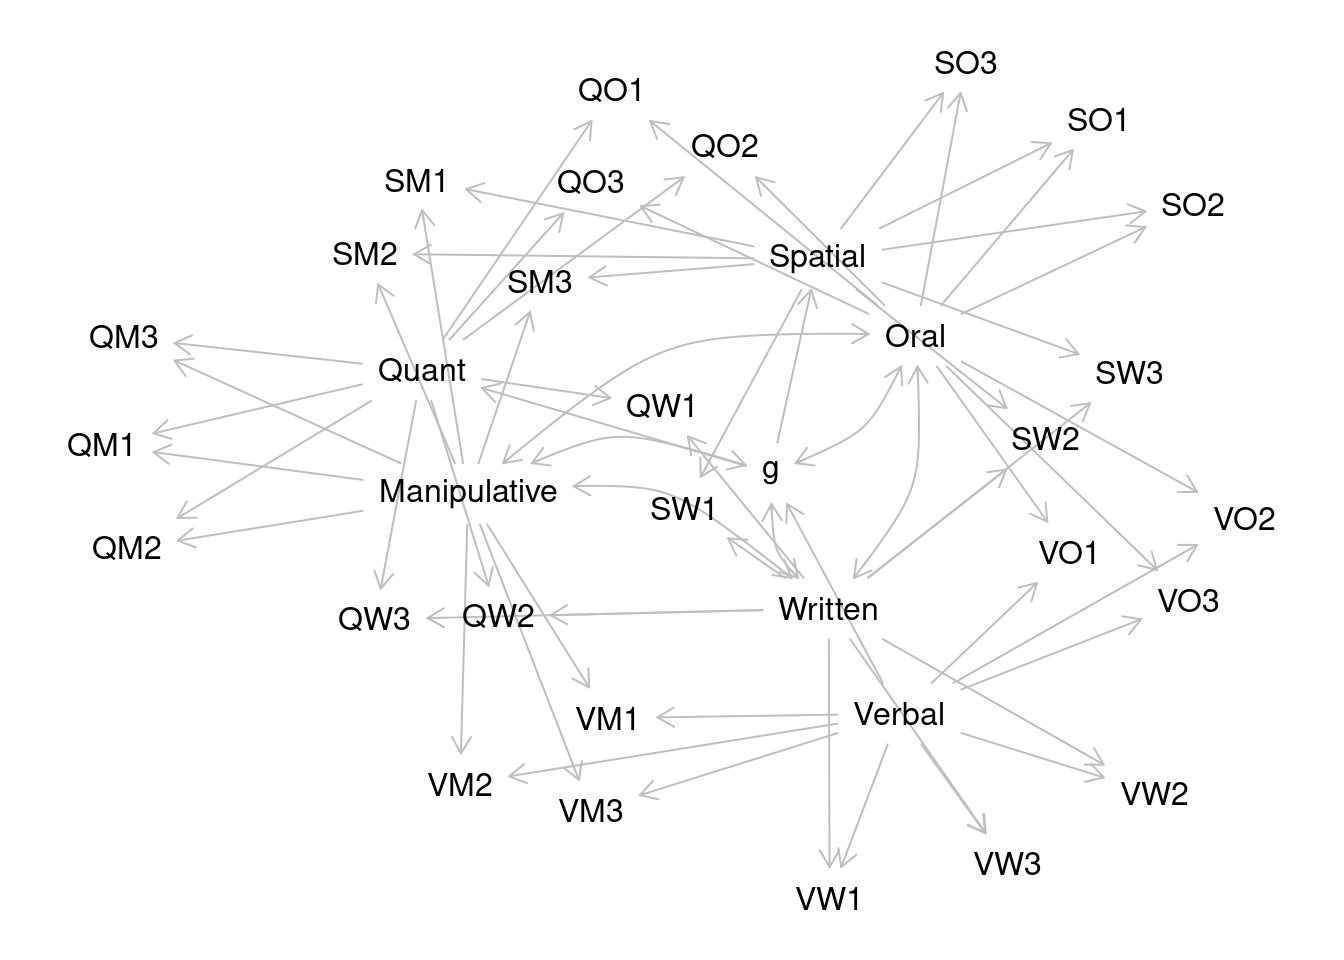 SO3
QO1
SO1
QO2
SM1
QO3
SO2
SM2
Spatial
SM3
QM3
Oral
Quant
SW3
QW1
SW2
QM1
g
Manipulative
SW1
VO2
QM2
VO1
VO3
Written
QW3
QW2
Verbal
VM1
VM2
VW2
VM3
VW3
VW1